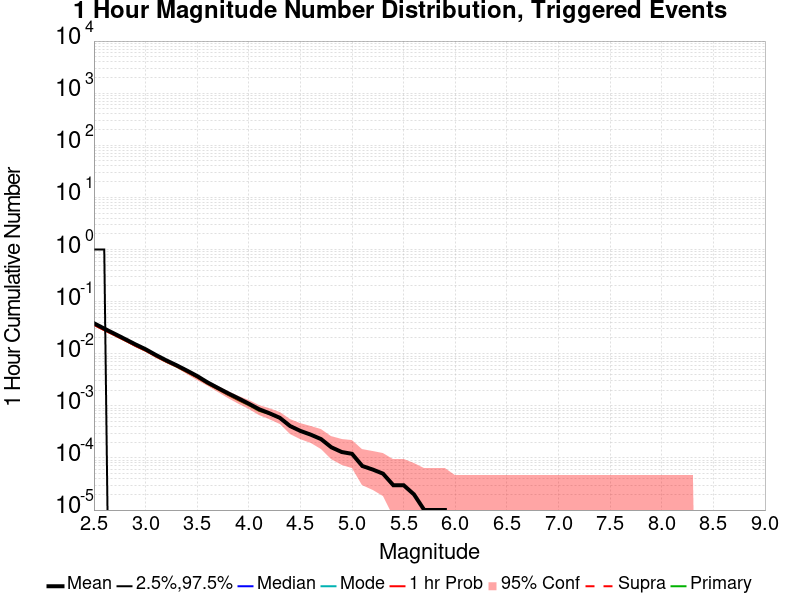 1 Hour Magnitude Number Distribution, Triggered Events
1 Hour Cumulative Number
10^4
10^3
10^2
10^1
10^0
10^-1
10^-2
10^-3
10^-4
10^-5
2.5 3.0 3.5 4.0 4.5 5.0 5.5 6.0 6.5 7.0 7.5 8.0 8.5 9.0
Magnitude
Mean 2.5%,97.5% Median Mode 1 hr Prob 95% Conf Supra Primary